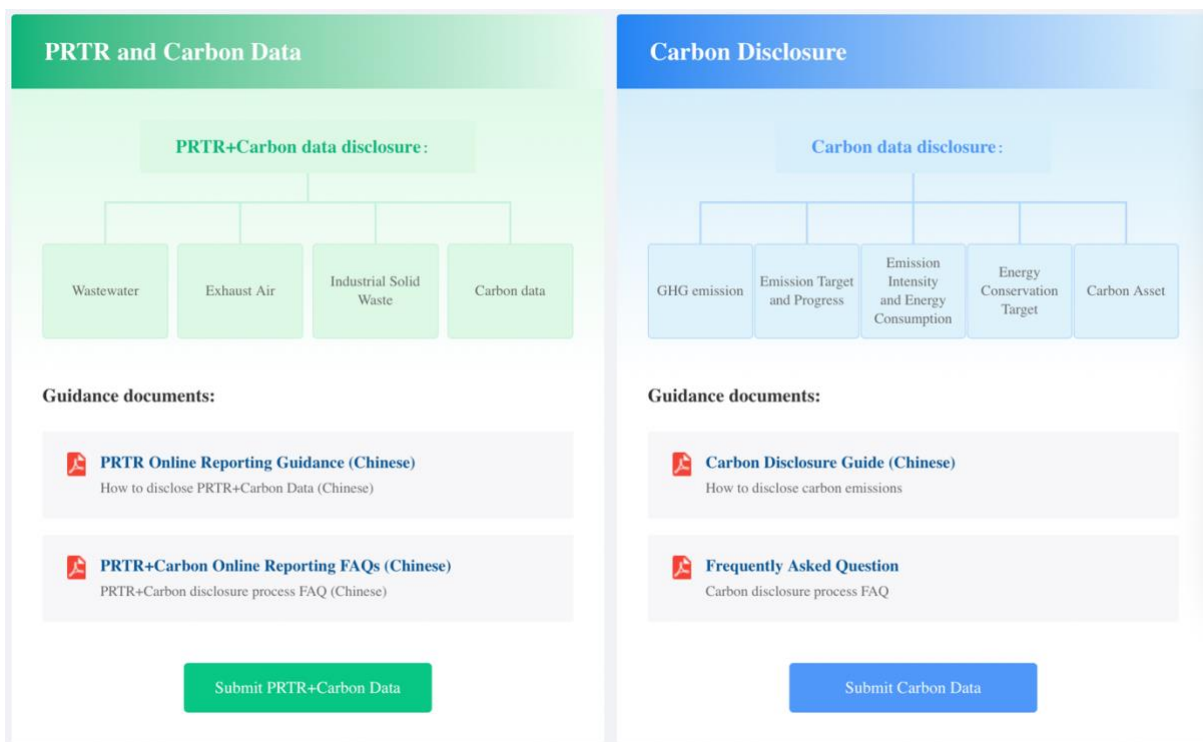 PRTR and Carbon Data
PRTR+Carbon data disclosure:
Wastewater
Exhaust Air
Industrial Solid
Waste
Carbon data
Guidance documents:
PRTR Online Reporting Guidance (Chinese)
How to disclose PRTR+Carbon Data (Chinese)
PRTR+Carbon Online Reporting FAQs (Chinese)
PRTR+Carbon disclosure process FAQ (Chinese)
Submit PRTR+Carbon Data
Carbon Disclosure
Carbon data disclosure:
GHG emission
Emission Target
and Progress
Emission
Intensity
and Energy
Consumption
Energy
Conservation
Target
Carbon Asset
Guidance documents:
Carbon Disclosure Guide (Chinese)
How to disclose carbon emissions
Frequently Asked Question
Carbon disclosure process FAQ
Submit Carbon Data